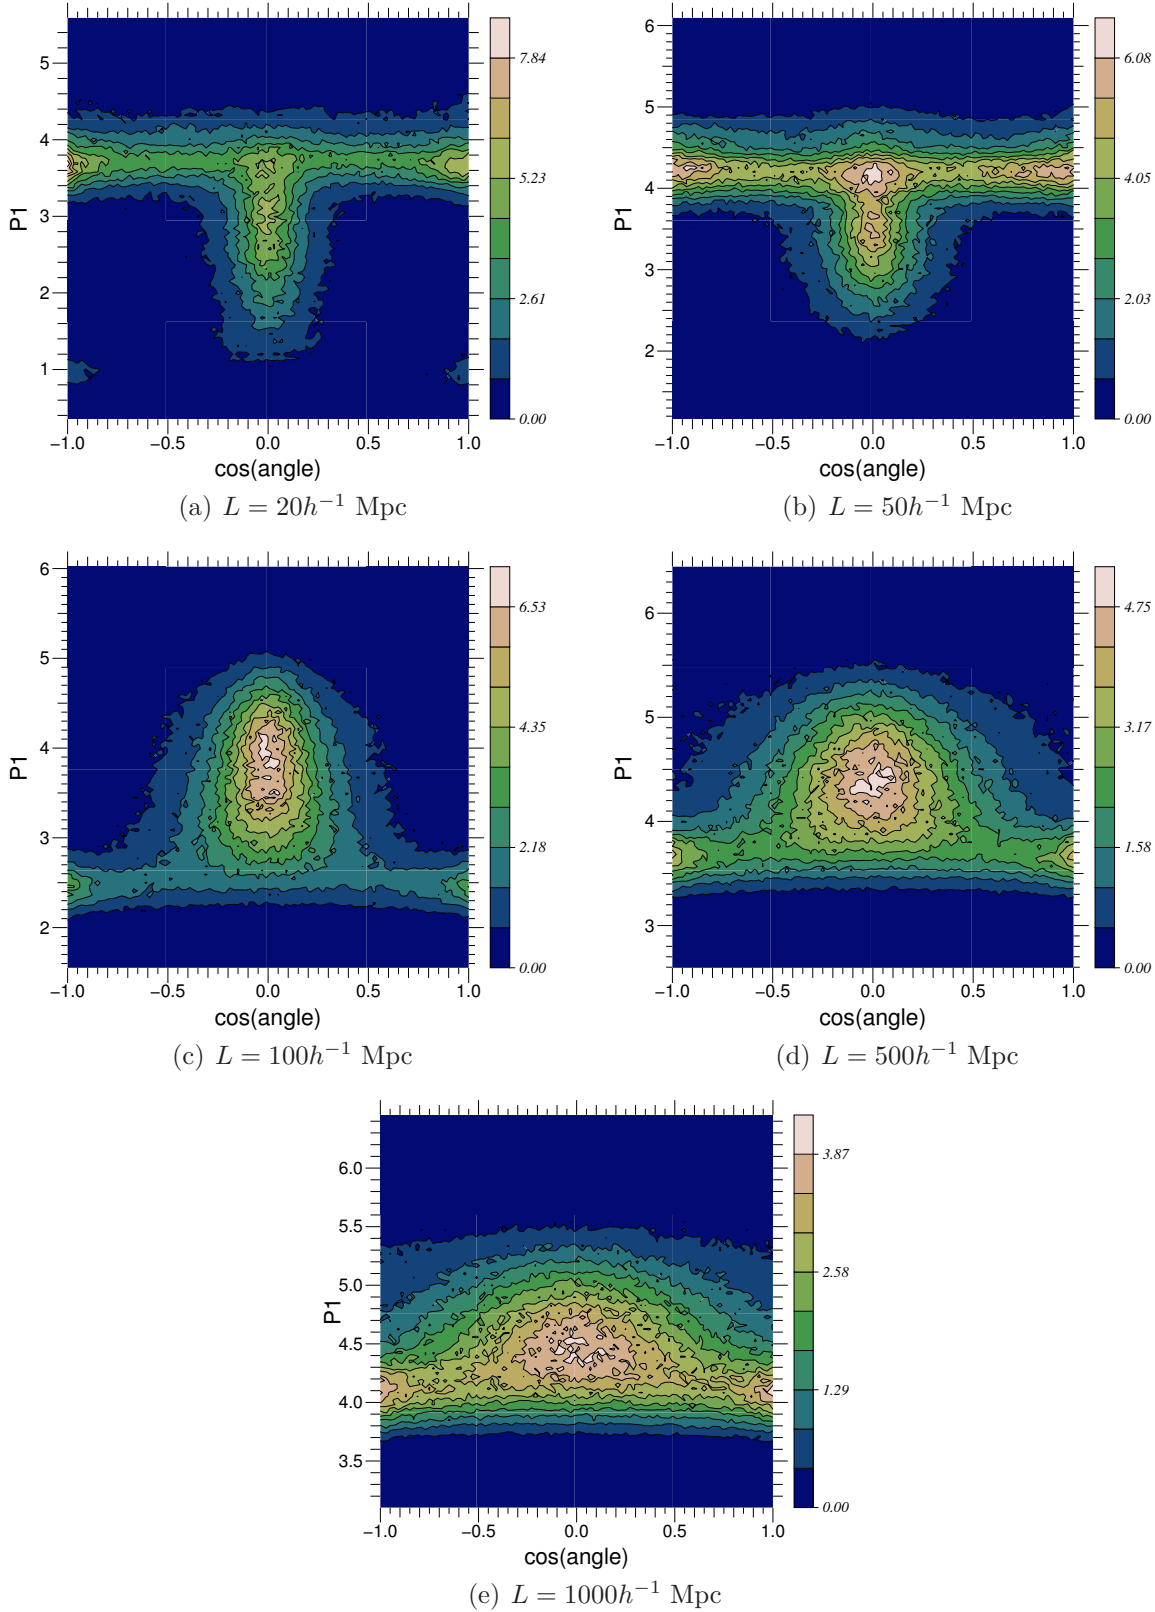 5
4
3
2
1
P1
−1.0 −0.5 0.0 0.5 1.0
cos(angle)
7.84
5.23
2.61
0.00
(a) L = 20h⁻¹ Mpc
6
5
4
3
2
P1
−1.0 −0.5 0.0 0.5 1.0
cos(angle)
6.08
4.05
2.03
0.00
(b) L = 50h⁻¹ Mpc
6
5
4
3
2
P1
−1.0 −0.5 0.0 0.5 1.0
cos(angle)
6.53
4.35
2.18
0.00
(c) L = 100h⁻¹ Mpc
6
5
4
3
P1
−1.0 −0.5 0.0 0.5 1.0
cos(angle)
4.75
3.17
1.58
0.00
(d) L = 500h⁻¹ Mpc
6.0
5.5
5.0
4.5
4.0
3.5
P1
−1.0 −0.5 0.0 0.5 1.0
cos(angle)
3.87
2.58
1.29
0.00
(e) L = 1000h⁻¹ Mpc